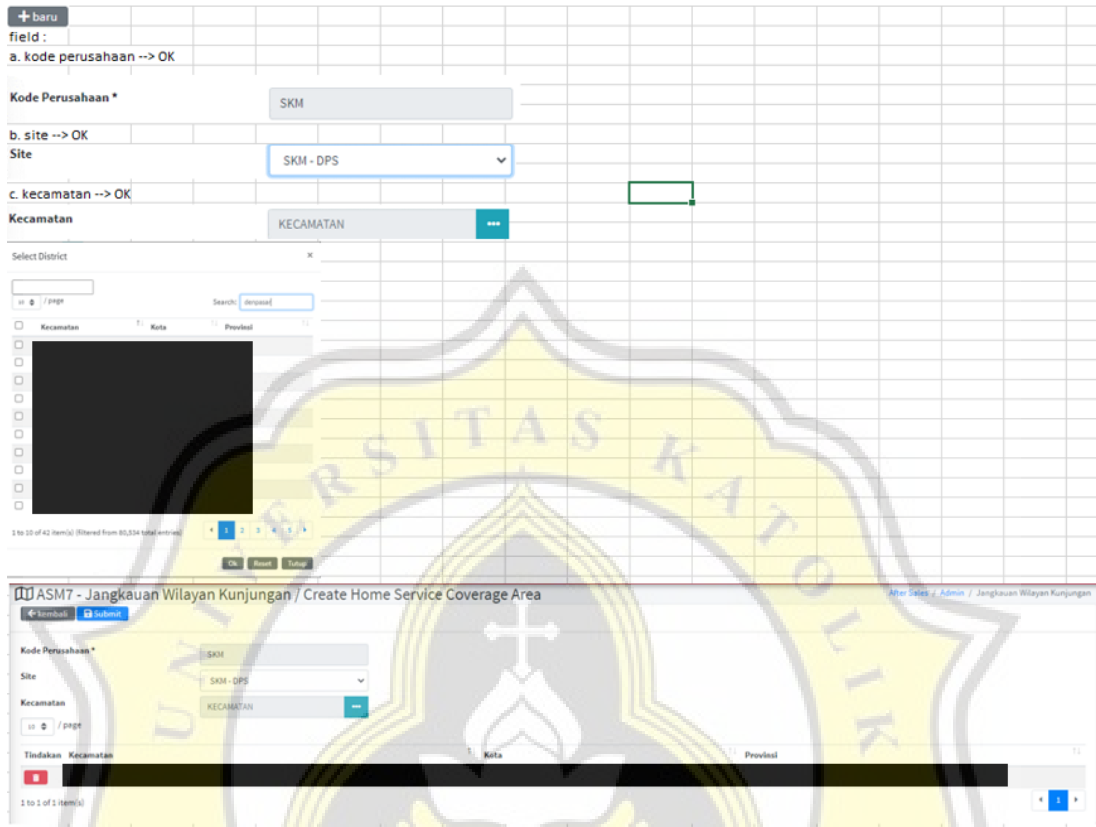 + baru
field :
a. kode perusahaan --> OK
Kode Perusahaan *
SKM
b. site --> OK
Site
SKM - DPS
c. kecamatan --> OK
Kecamatan
KECAMATAN
Select District
×
10 / page
Search: denpasar
Kecamatan Kota Provinsi
1 to 10 of 42 item(s) (filtered from 80,534 total entries)
1 2 3 4 5
Ok Reset Tutup
ASM7 - Jangkauan Wilayan Kunjungan / Create Home Service Coverage Area
After Sales / Admin / Jangkauan Wilayan Kunjungan
kembali Submit
Kode Perusahaan *
SKM
Site
SKM - DPS
Kecamatan
KECAMATAN
10 / page
Tindakan Kecamatan Kota Provinsi
1 to 1 of 1 item(s)
1
UNIVERSITAS KATOLIK